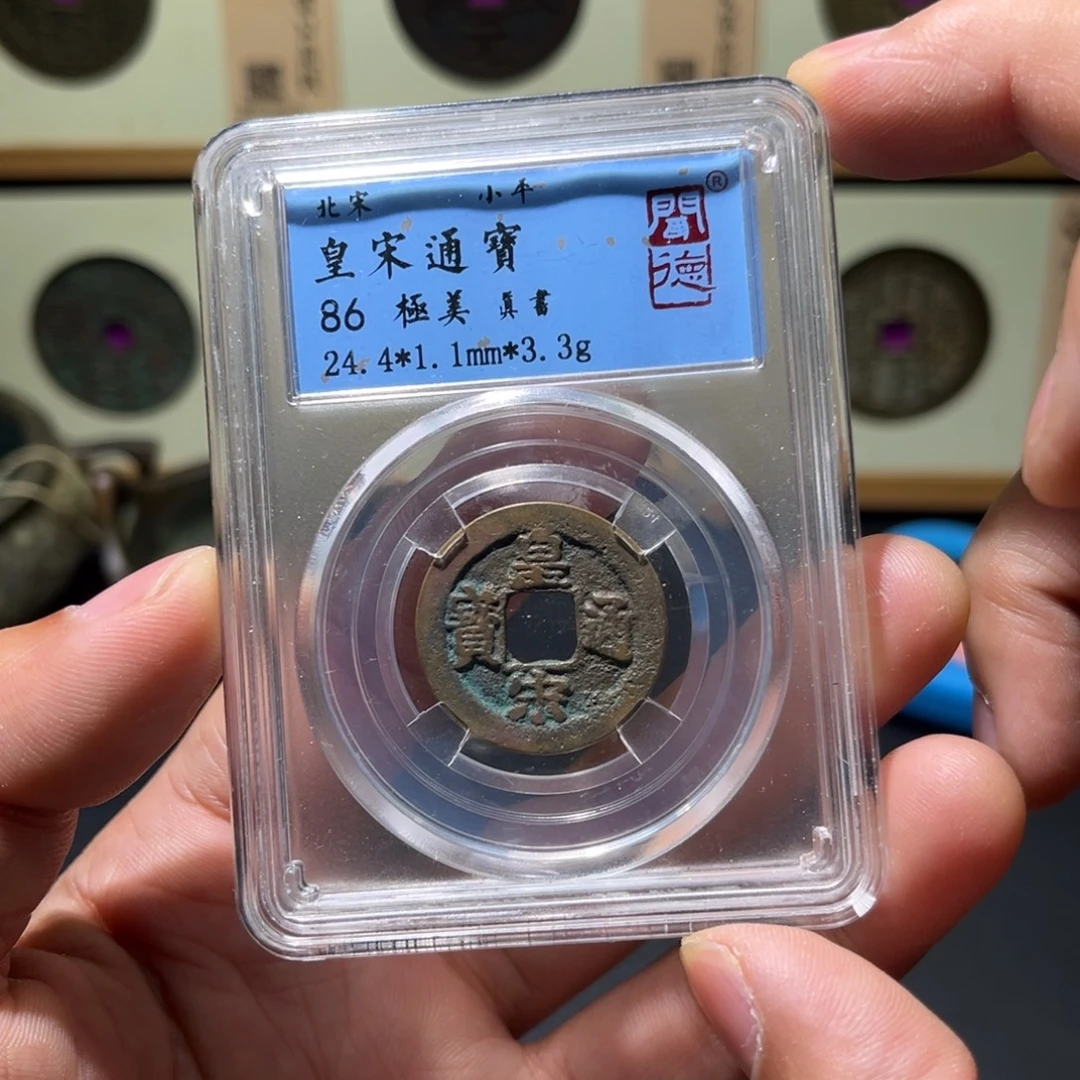 北宋 小平
皇宋通寶
86 極美 真書
24.4*1.1mm*3.3g
聞德
®
皇宋通寶